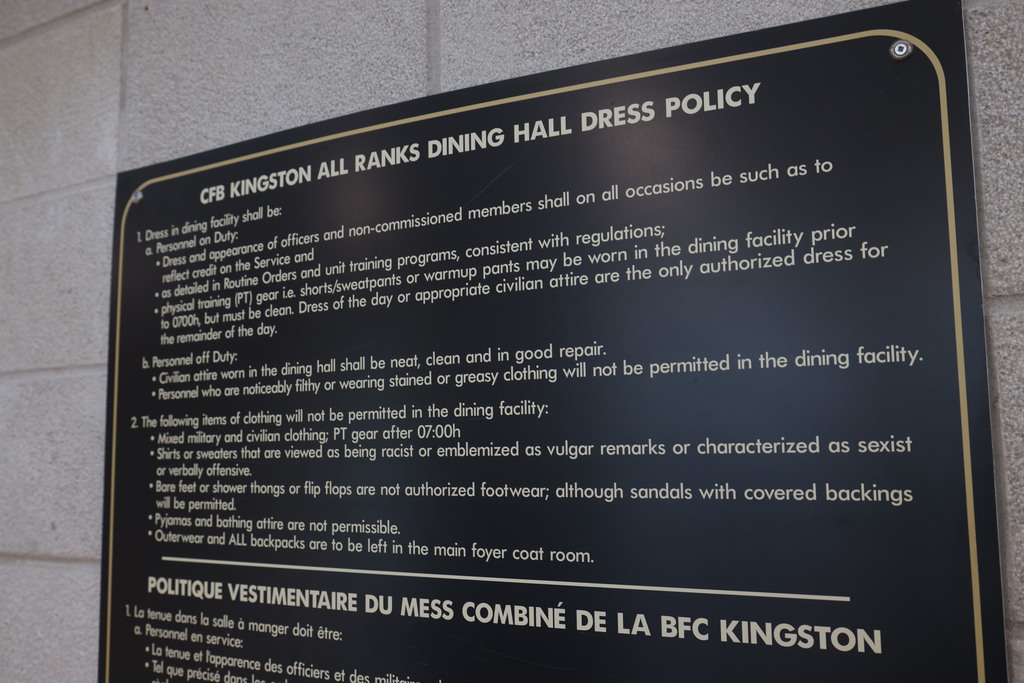 CFB KINGSTON ALL RANKS DINING HALL DRESS POLICY
1. Dress in dining facility shall be:
a. Personnel on Duty:
• Dress and appearance of officers and non-commissioned members shall on all occasions be such as to
reflect credit on the Service and
• as detailed in Routine Orders and unit training programs, consistent with regulations;
• physical training (PT) gear i.e. shorts/sweatpants or warmup pants may be worn in the dining facility prior
to 0700h, but must be clean. Dress of the day or appropriate civilian attire are the only authorized dress for
the remainder of the day.
b. Personnel off Duty:
• Civilian attire worn in the dining hall shall be neat, clean and in good repair.
• Personnel who are noticeably filthy or wearing stained or greasy clothing will not be permitted in the dining facility.
2. The following items of clothing will not be permitted in the dining facility:
• Mixed military and civilian clothing; PT gear after 07:00h
• Shirts or sweaters that are viewed as being racist or emblemized as vulgar remarks or characterized as sexist
or verbally offensive.
• Bare feet or shower thongs or flip flops are not authorized footwear; although sandals with covered backings
will be permitted.
• Pyjamas and bathing attire are not permissible.
• Outerwear and ALL backpacks are to be left in the main foyer coat room.
POLITIQUE VESTIMENTAIRE DU MESS COMBINÉ DE LA BFC KINGSTON
1. La tenue dans la salle à manger doit être:
a. Personnel en service:
• La tenue et l'apparence des officiers et des
• Tel que précisé dans les